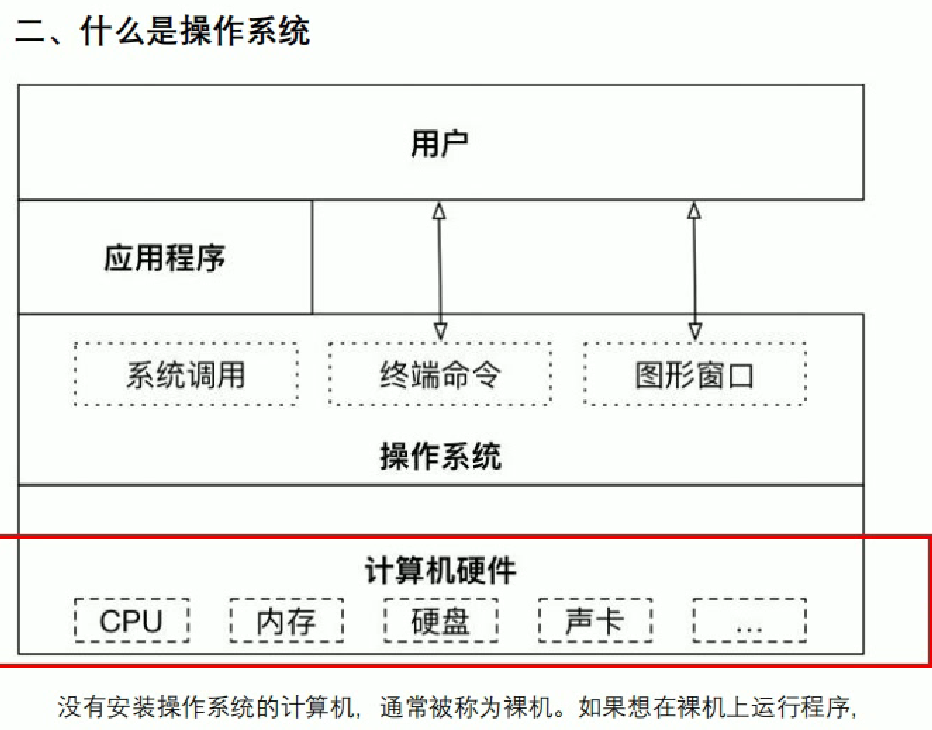 二、什么是操作系统
用户
应用程序
系统调用 终端命令 图形窗口
操作系统
计算机硬件
CPU 内存 硬盘 声卡 ...
没有安装操作系统的计算机，通常被称为裸机。如果想在裸机上运行程序，